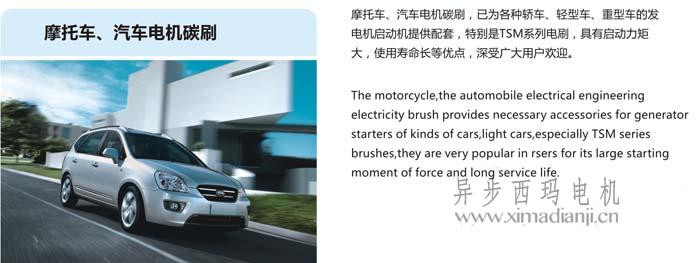 摩托车、汽车电机碳刷
摩托车、汽车电机碳刷，已为各种轿车、轻型车、重型车的发
电机启动机提供配套，特别是TSM系列电刷，具有启动力矩
大，使用寿命长等优点，深受广大用户欢迎。
The motorcycle,the automobile electrical engineering
electricity brush provides necessary accessories for generator
starters of kinds of cars,light cars,especially TSM series
brushes,they are very popular in rsers for its large starting
moment of force and long service life.
异步西玛电机
www.ximadianji.cn